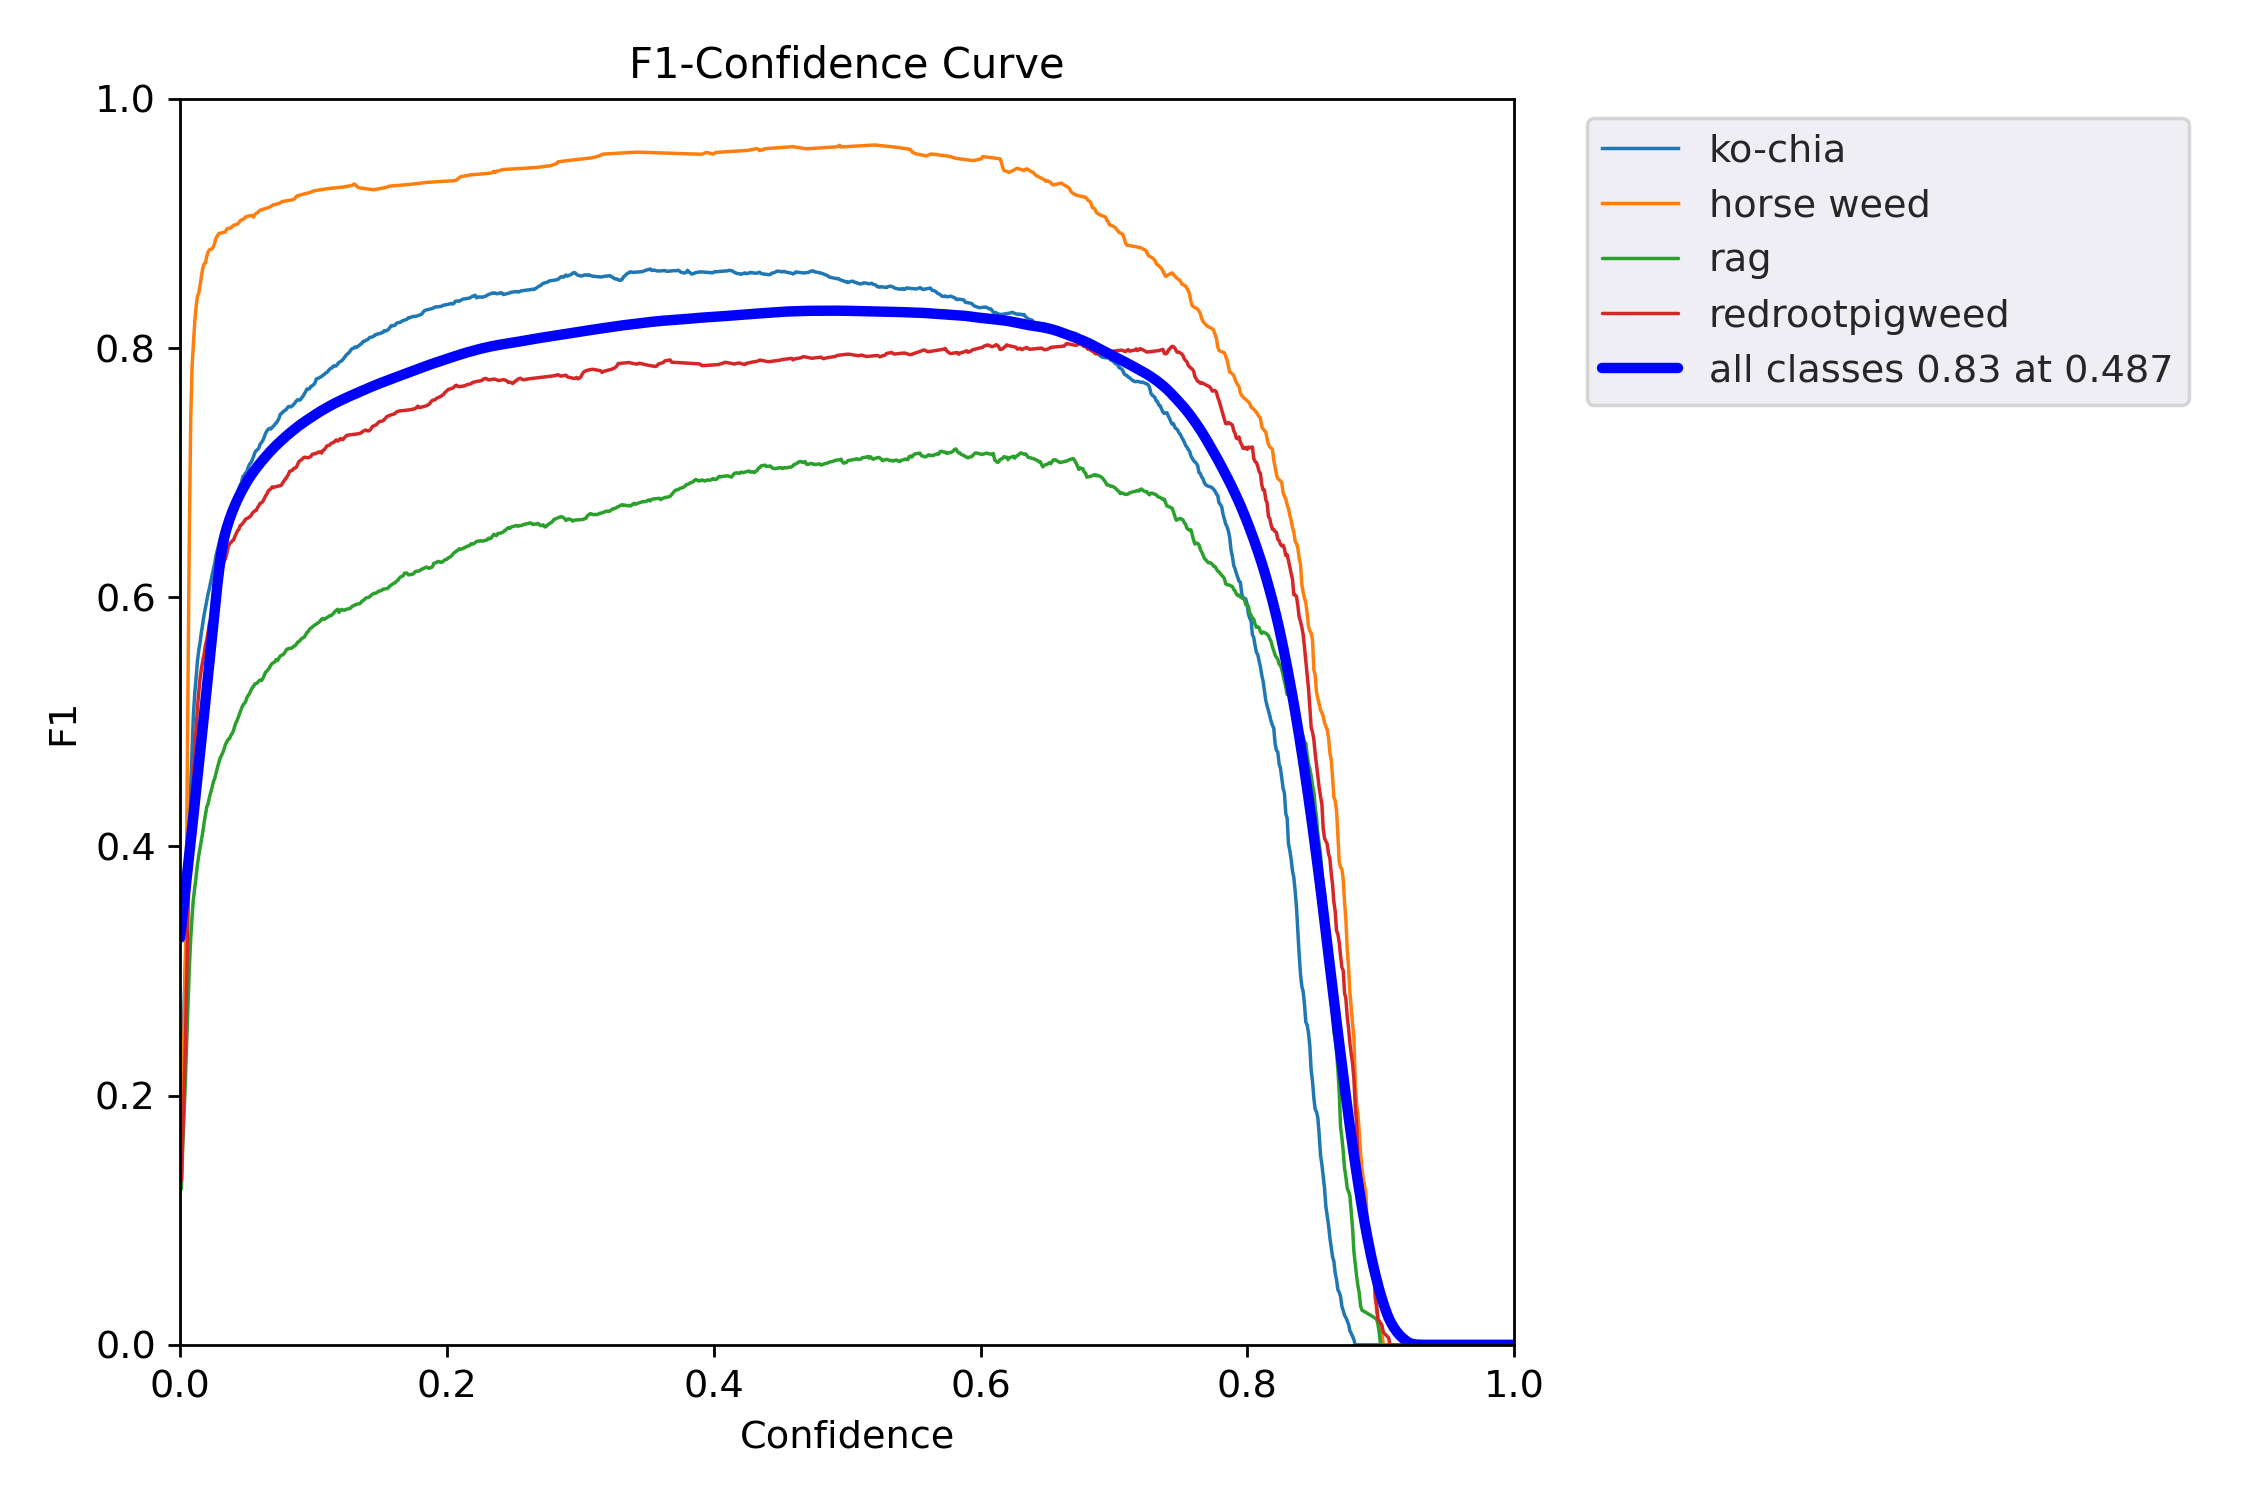 F1-Confidence Curve
1.0
0.8
0.6
0.4
0.2
0.0
F1
0.0 0.2 0.4 0.6 0.8 1.0
Confidence
ko-chia
horse weed
rag
redrootpigweed
all classes 0.83 at 0.487